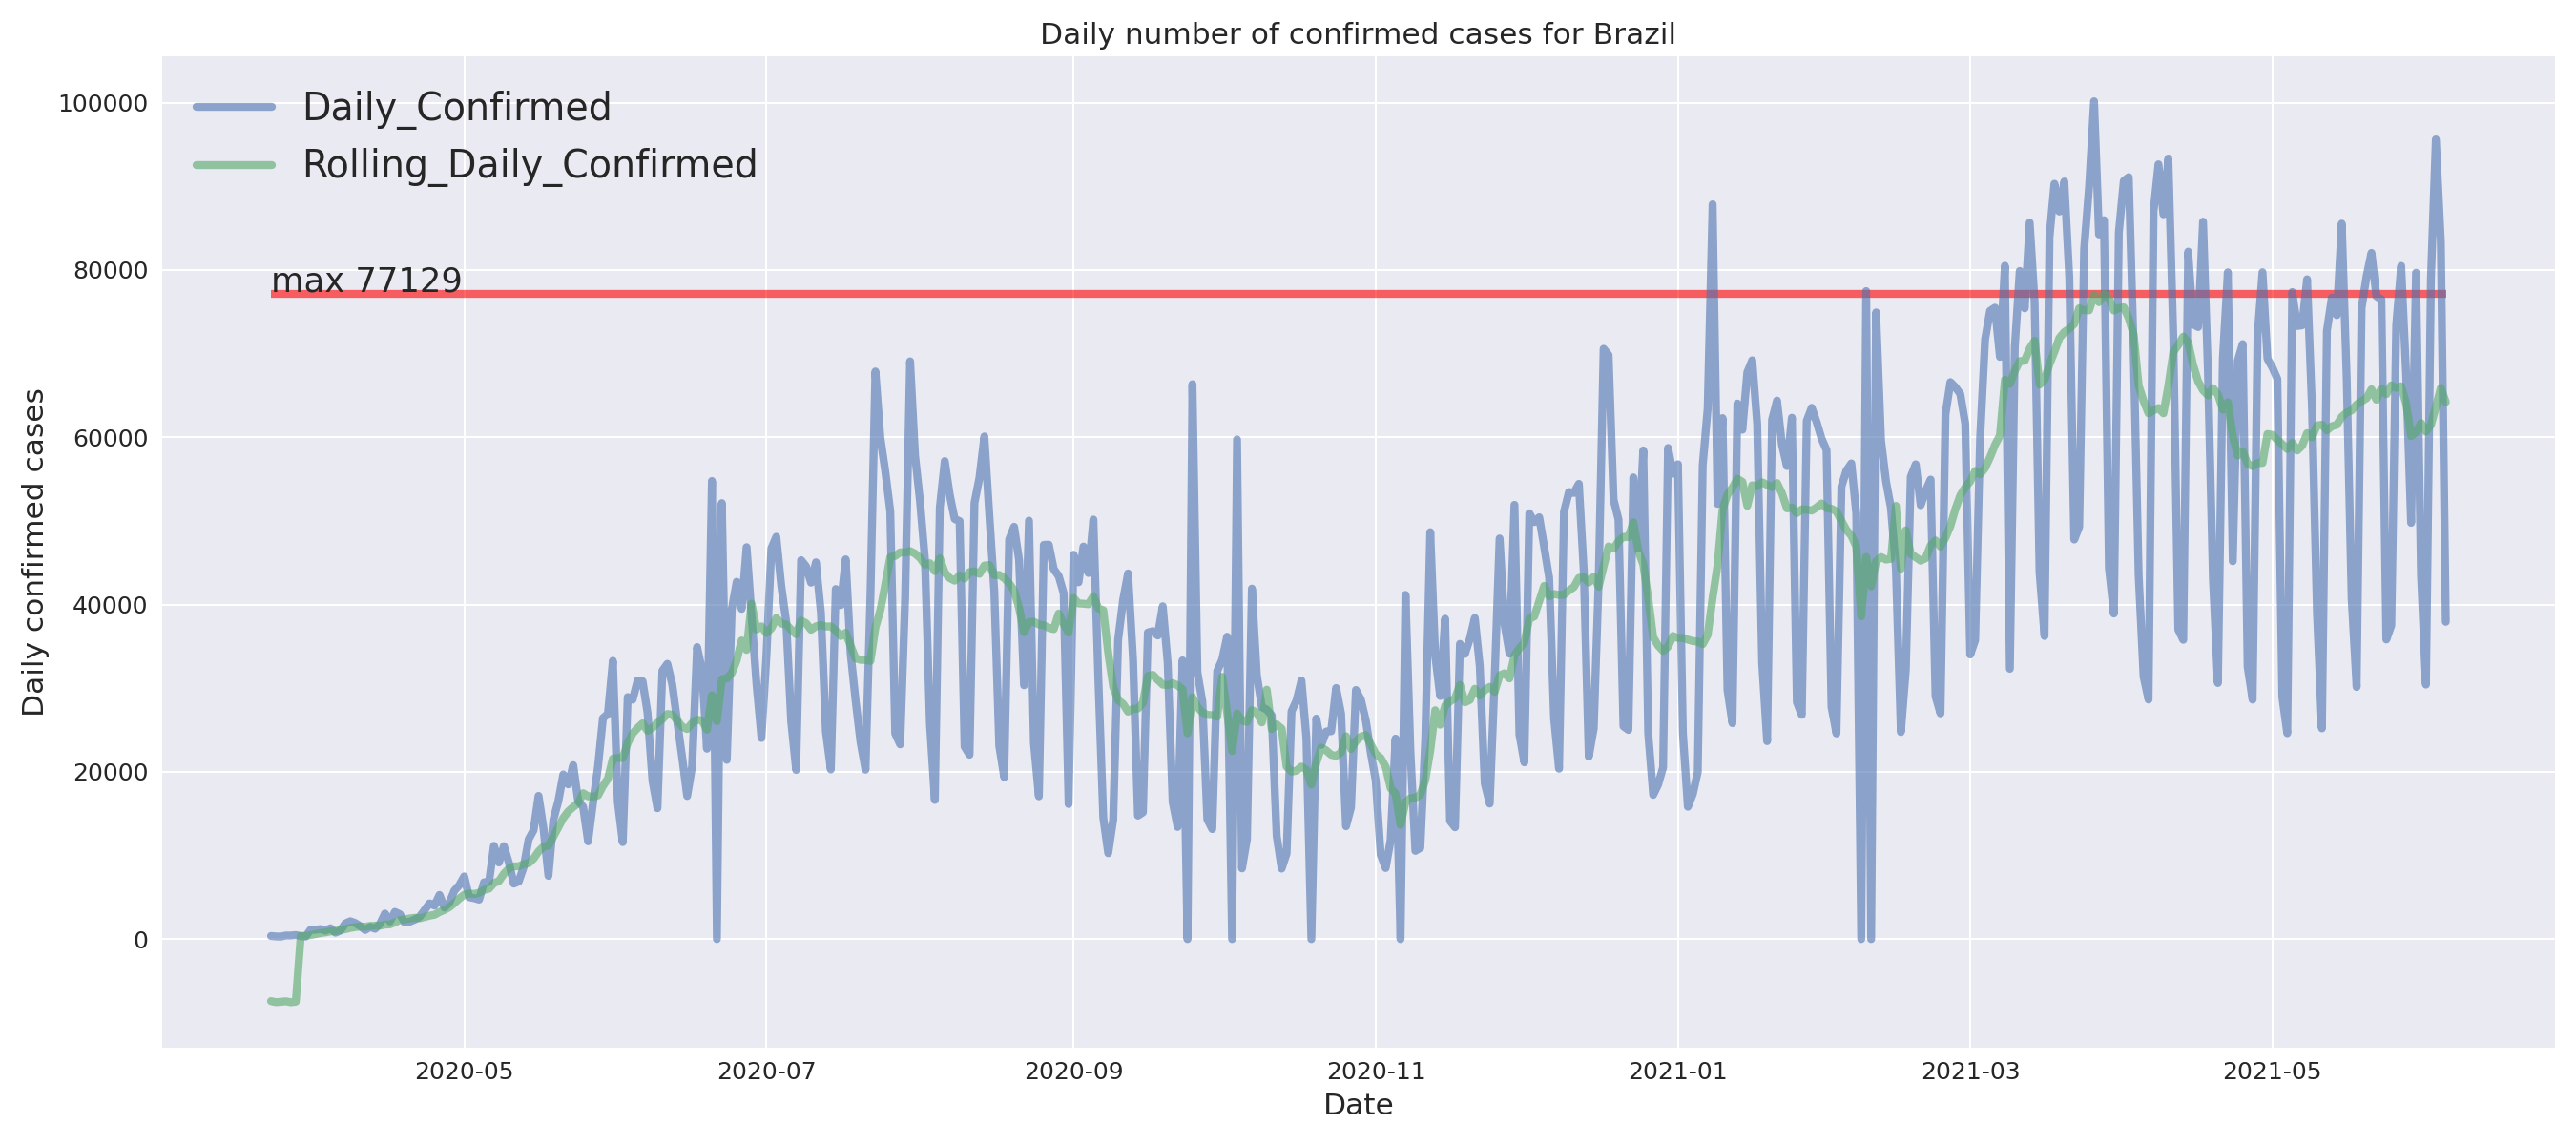 Daily number of confirmed cases for Brazil
Daily_Confirmed
Rolling_Daily_Confirmed
max 77129
100000
80000
60000
40000
20000
0
Daily confirmed cases
2020-05
2020-07
2020-09
2020-11
2021-01
2021-03
2021-05
Date